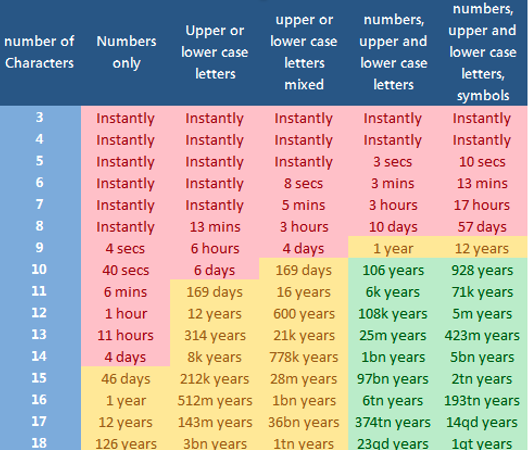 number of Characters Numbers only Upper or lower case letters upper or lower case letters mixed numbers, upper and lower case letters numbers, upper and lower case letters, symbols
3 Instantly Instantly Instantly Instantly Instantly
4 Instantly Instantly Instantly Instantly Instantly
5 Instantly Instantly Instantly 3 secs 10 secs
6 Instantly Instantly 8 secs 3 mins 13 mins
7 Instantly Instantly 5 mins 3 hours 17 hours
8 Instantly 13 mins 3 hours 10 days 57 days
9 4 secs 6 hours 4 days 1 year 12 years
10 40 secs 6 days 169 days 106 years 928 years
11 6 mins 169 days 16 years 6k years 71k years
12 1 hour 12 years 600 years 108k years 5m years
13 11 hours 314 years 21k years 25m years 423m years
14 4 days 8k years 778k years 1bn years 5bn years
15 46 days 212k years 28m years 97bn years 2tn years
16 1 year 512m years 1bn years 6tn years 193tn years
17 12 years 143m years 36bn years 374tn years 14qd years
18 126 years 3bn years 1tn years 23qd years 1qt years